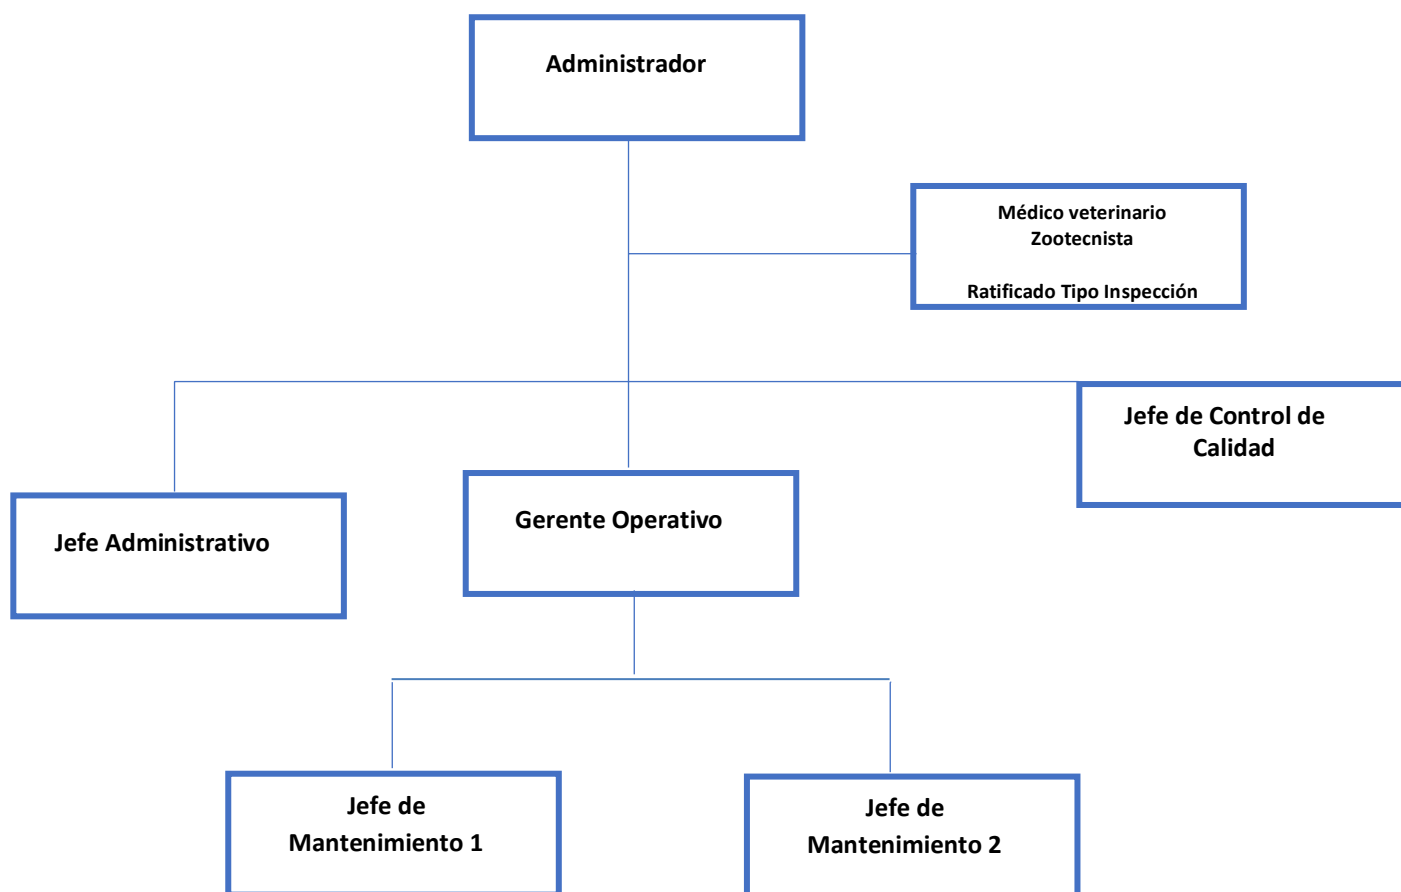 Administrador
Médico veterinario
Zootecnista
Ratificado Tipo Inspección
Jefe de Control de
Calidad
Gerente Operativo
Jefe Administrativo
Jefe de
Mantenimiento 1
Jefe de
Mantenimiento 2